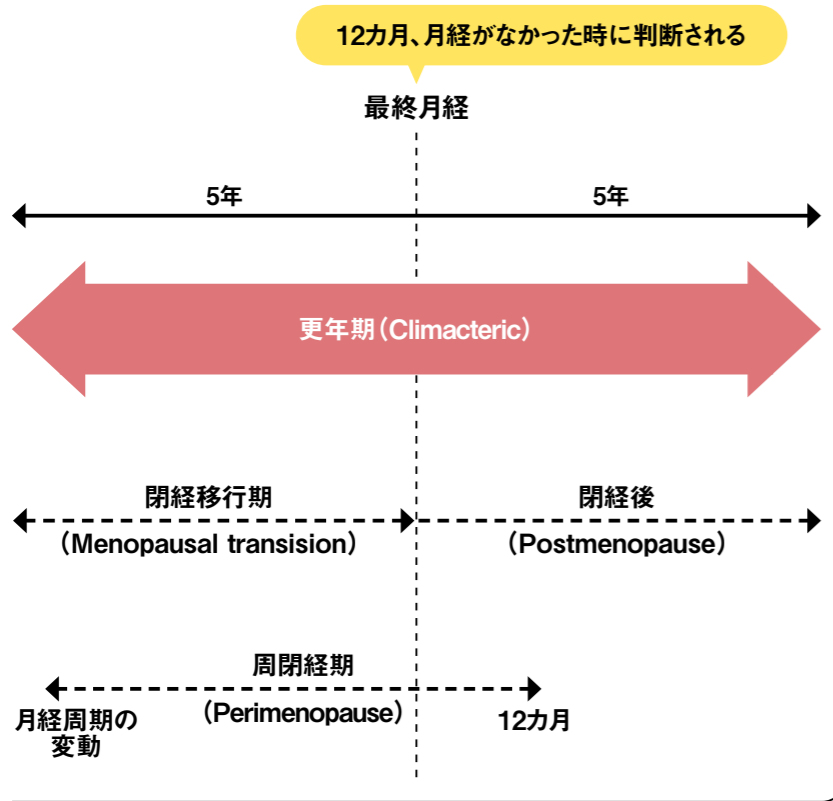 12カ月、月経がなかった時に判断される
最終月経
5年
5年
更年期（Climacteric）
閉経移行期
（Menopausal transision）
閉経後
（Postmenopause）
周閉経期
（Perimenopause）
月経周期の
変動
12カ月